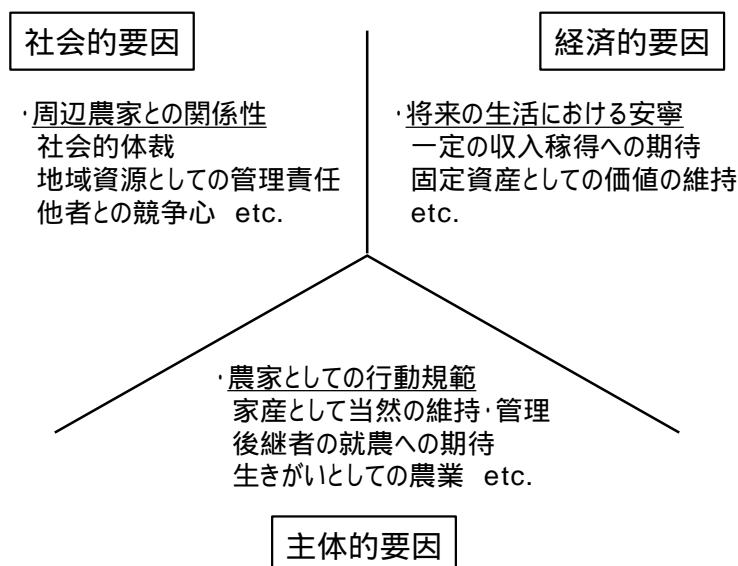 社会的要因
・周辺農家との関係性
社会的体裁
地域資源としての管理責任
他者との競争心 etc.
経済的要因
・将来の生活における安寧
一定の収入稼得への期待
固定資産としての価値の維持
etc.
・農家としての行動規範
家産として当然の維持・管理
後継者の就農への期待
生きがいとしての農業 etc.
主体的要因